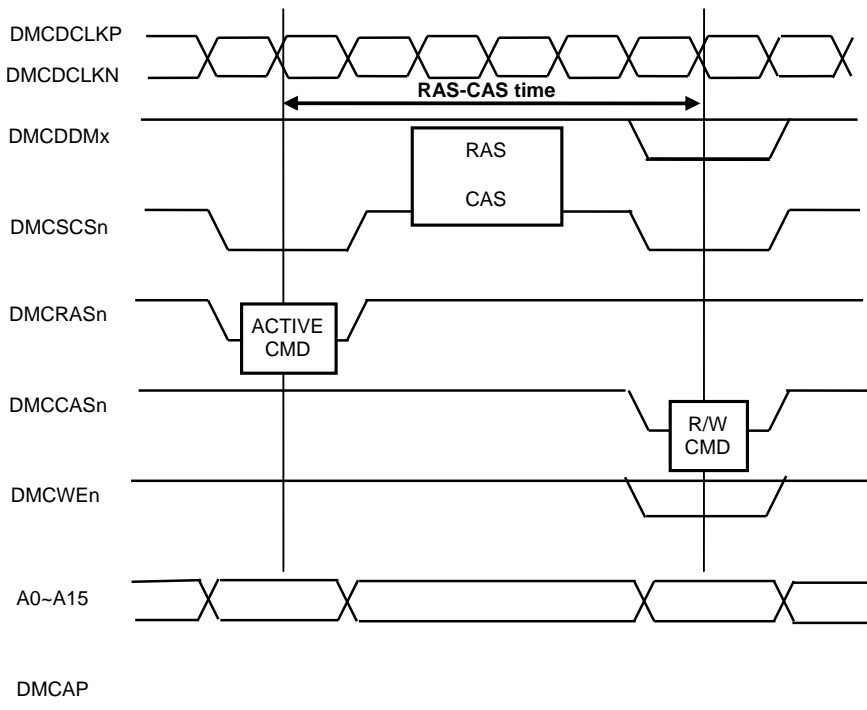 DMCDCLKP
DMCDCLKN
RAS-CAS time
DMCDDMx
RAS
CAS
DMCSCSn
DMCRASn
ACTIVE
CMD
DMCCASn
R/W
CMD
DMCWEn
A0~A15
DMCAP